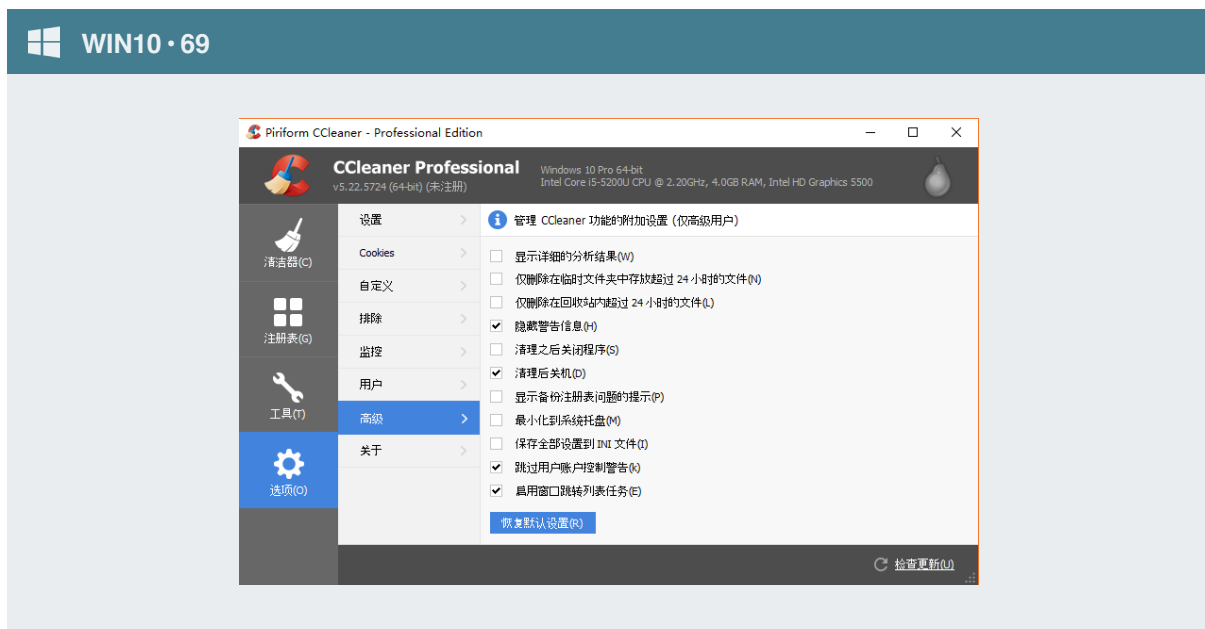 WIN10·69
Piriform CCleaner - Professional Edition
CCleaner Professional
v5.22.5724 (64-bit) (未注册)
Windows 10 Pro 64-bit
Intel Core i5-5200U CPU @ 2.20GHz, 4.0GB RAM, Intel HD Graphics 5500
清洁器(C)
注册表(G)
工具(T)
选项(O)
设置
Cookies
自定义
排除
监控
用户
高级
关于
管理 CCleaner 功能的附加设置 (仅高级用户)
显示详细的分析结果(W)
仅删除在临时文件夹中存放超过 24 小时的文件(N)
仅删除在回收站内超过 24 小时的文件(L)
隐藏警告信息(H)
清理之后关闭程序(S)
清理后关机(D)
显示备份注册表问题的提示(P)
最小化到系统托盘(M)
保存全部设置到 INI 文件(I)
跳过用户账户控制警告(k)
启用窗口跳转列表任务(E)
恢复默认设置(R)
检查更新(U)